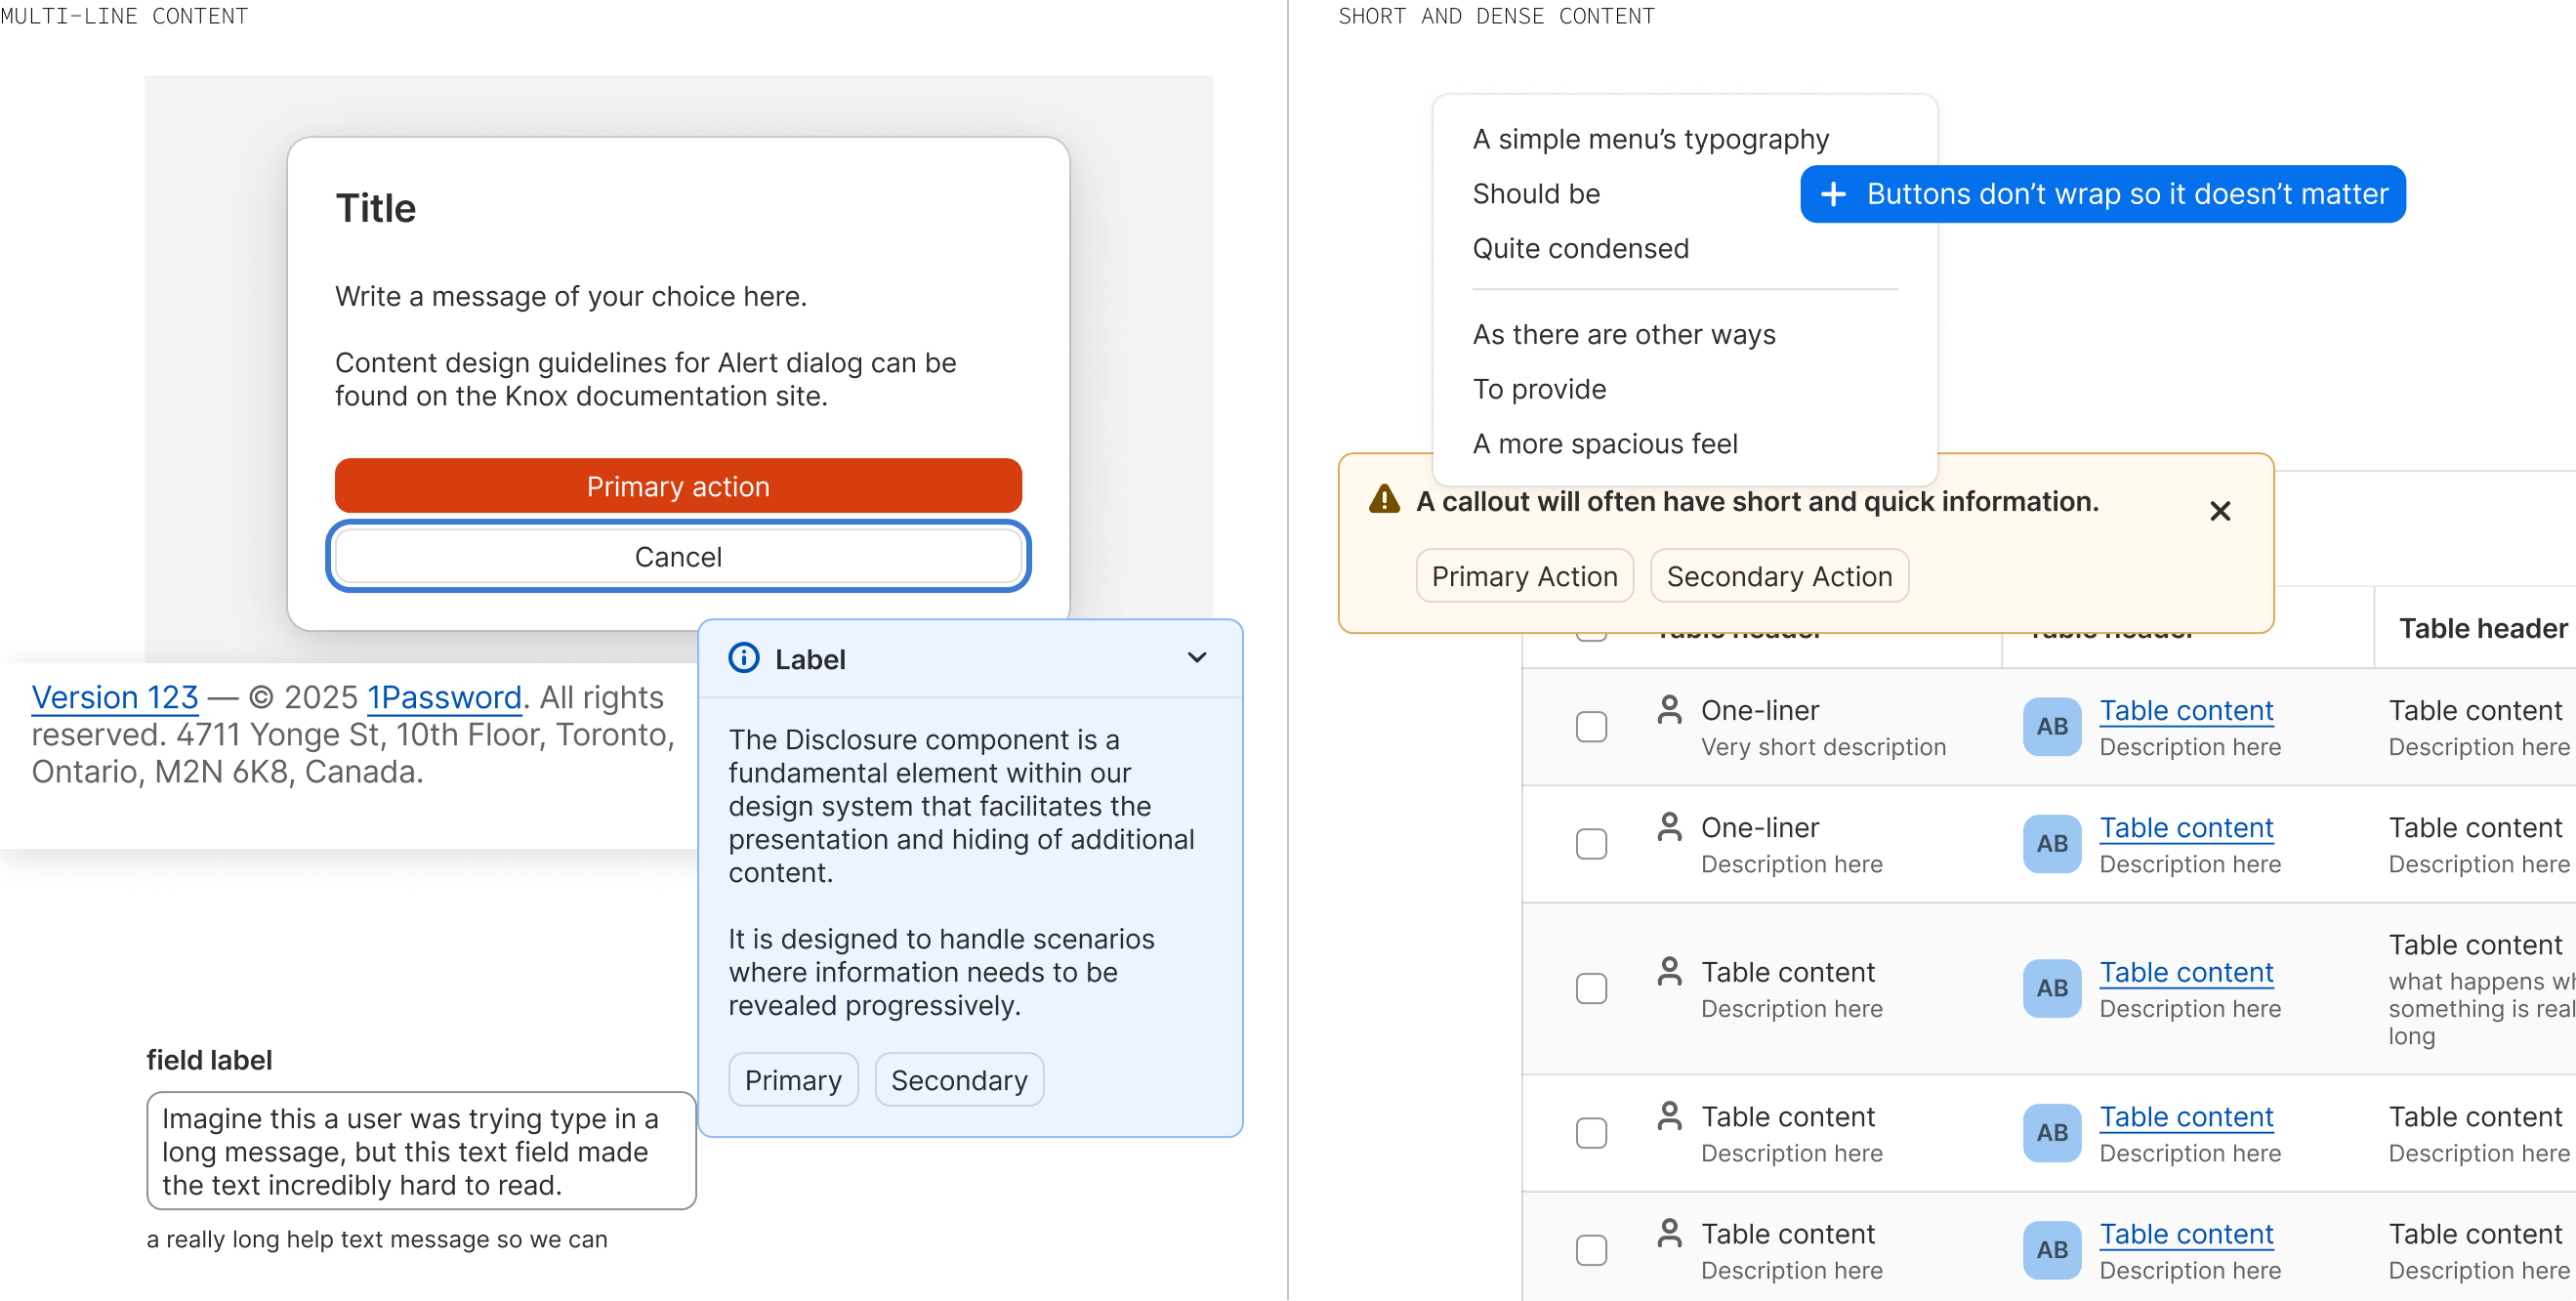 MULTI-LINE CONTENT
Title
Write a message of your choice here.
Content design guidelines for Alert dialog can be
found on the Knox documentation site.
Primary action
Cancel
Version 123 — © 2025 1Password. All rights
reserved. 4711 Yonge St, 10th Floor, Toronto,
Ontario, M2N 6K8, Canada.
Label
The Disclosure component is a
fundamental element within our
design system that facilitates the
presentation and hiding of additional
content.
It is designed to handle scenarios
where information needs to be
revealed progressively.
Primary
Secondary
field label
Imagine this a user was trying type in a
long message, but this text field made
the text incredibly hard to read.
a really long help text message so we can
SHORT AND DENSE CONTENT
A simple menu’s typography
Should be
Quite condensed
As there are other ways
To provide
A more spacious feel
Buttons don’t wrap so it doesn’t matter
A callout will often have short and quick information.
Primary Action
Secondary Action
Table header
Table header
Table header
One-liner
Very short description
AB
Table content
Description here
Table content
Description here
One-liner
Description here
AB
Table content
Description here
Table content
Description here
Table content
Description here
AB
Table content
Description here
Table content
what happens
something is
long
Table content
Description here
AB
Table content
Description here
Table content
Description here
Table content
Description here
AB
Table content
Description here
Table content
Description here